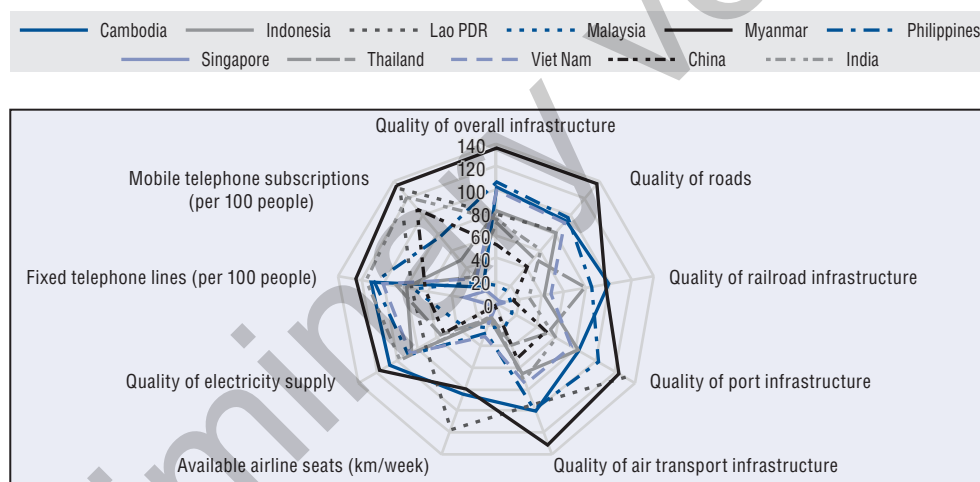 Cambodia Indonesia Lao PDR Malaysia Myanmar Philippines
Singapore Thailand Viet Nam China India
Quality of overall infrastructure
140
120
100
80
60
40
20
0
Mobile telephone subscriptions
(per 100 people)
Quality of roads
Fixed telephone lines (per 100 people)
Quality of railroad infrastructure
Quality of electricity supply
Quality of port infrastructure
Available airline seats (km/week)
Quality of air transport infrastructure